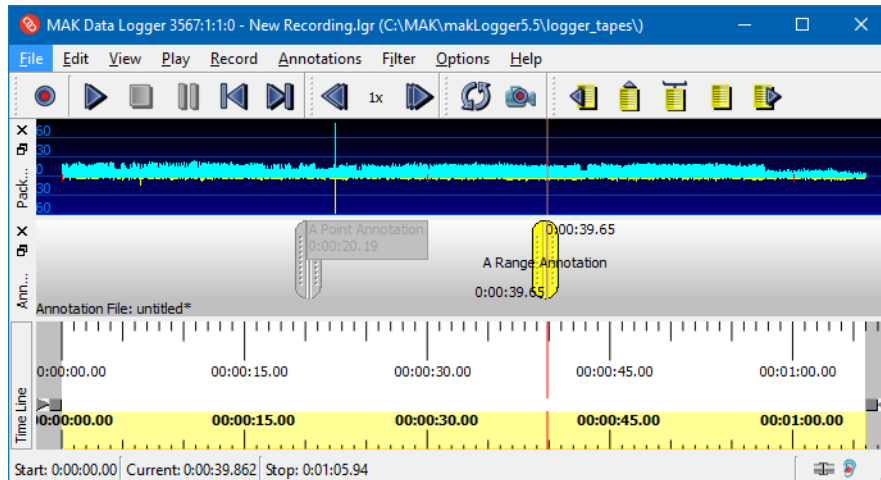 MAK Data Logger 3567:1:1:0 - New Recording.lgr (C:\MAK\makLogger5.5\logger_tapes\)
File Edit View Play Record Annotations Filter Options Help
1x
60
30
0
30
60
Pack...
A Point Annotation
0:00:20.19
0:00:39.65
A Range Annotation
0:00:39.65
Ann...
Annotation File: untitled*
0:00:00.00 00:00:15.00 00:00:30.00 00:00:45.00 00:01:00.00
Time Line
0:00:00.00 00:00:15.00 00:00:30.00 00:00:45.00 00:01:00.00
Start: 0:00:00.00 Current: 0:00:39.862 Stop: 0:01:05.94